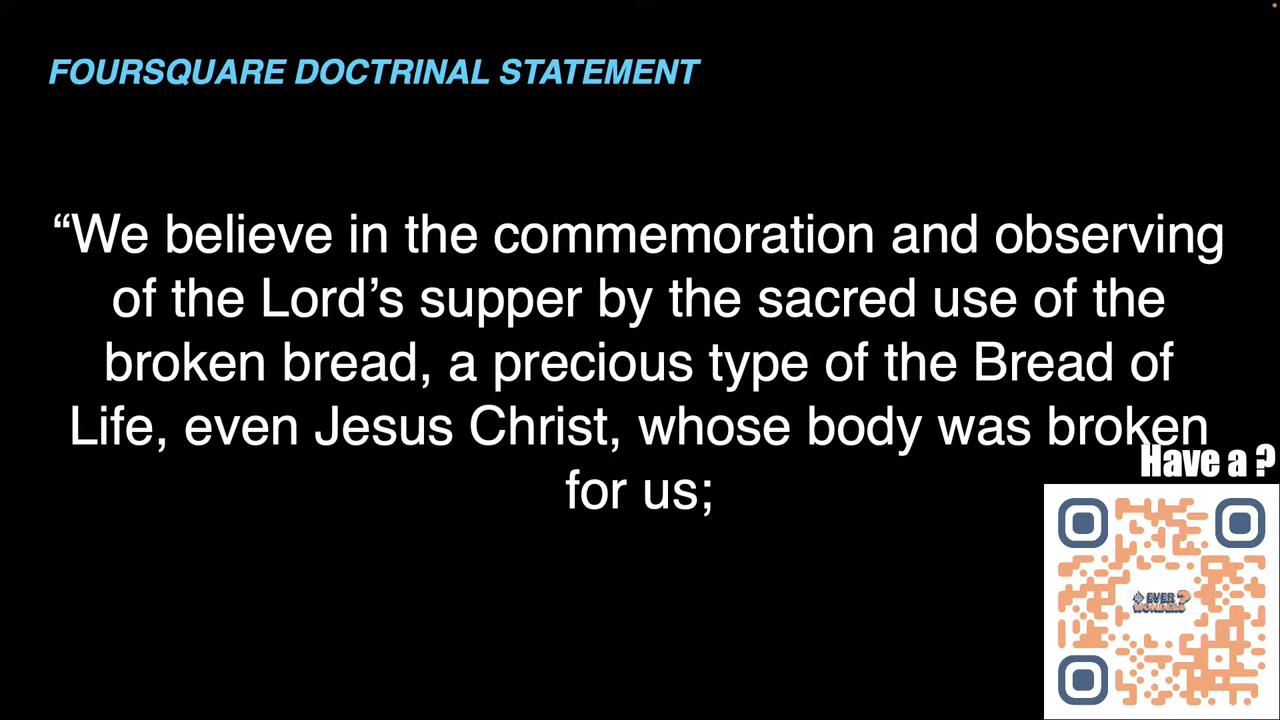 FOURSQUARE DOCTRINAL STATEMENT
“We believe in the commemoration and observing
of the Lord’s supper by the sacred use of the
broken bread, a precious type of the Bread of
Life, even Jesus Christ, whose body was broken
for us;
Have a ?
EVER ?
WONDERS